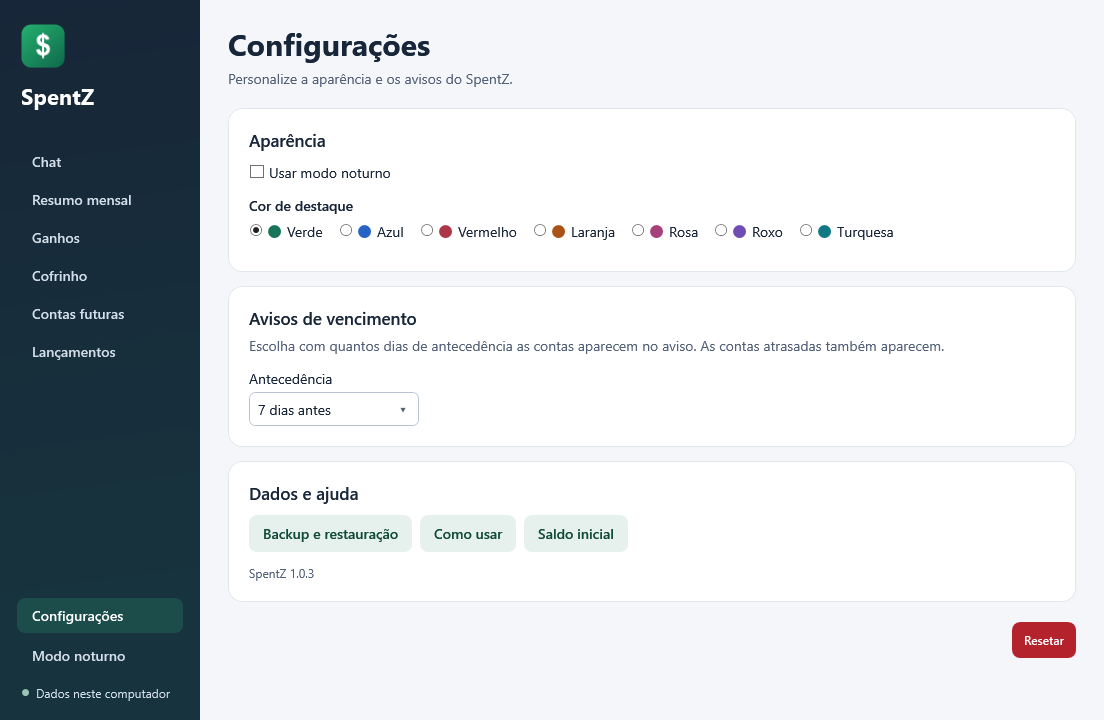 $
SpentZ
Chat
Resumo mensal
Ganhos
Cofrinho
Contas futuras
Lançamentos
Configurações
Modo noturno
Dados neste computador
Configurações
Personalize a aparência e os avisos do SpentZ.
Aparência
Usar modo noturno
Cor de destaque
Verde Azul Vermelho Laranja Rosa Roxo Turquesa
Avisos de vencimento
Escolha com quantos dias de antecedência as contas aparecem no aviso. As contas atrasadas também aparecem.
Antecedência
7 dias antes
Dados e ajuda
Backup e restauração Como usar Saldo inicial
SpentZ 1.0.3
Resetar